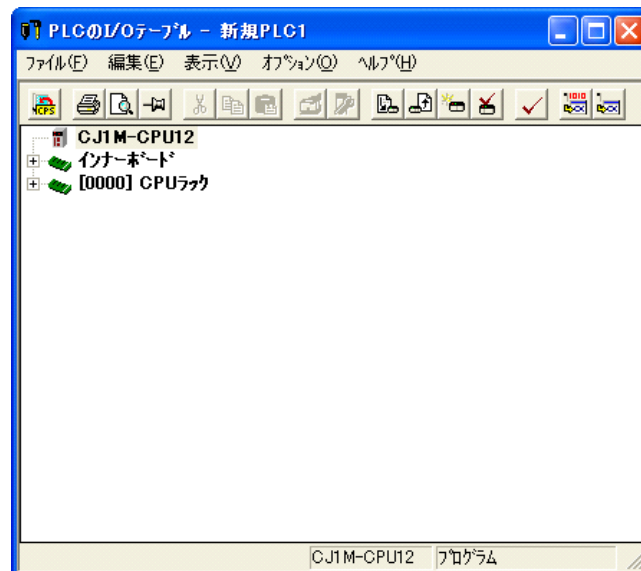 PLCのI/Oﾃｰﾌﾞﾙ - 新規PLC1
ﾌｧｲﾙ(F) 編集(E) 表示(V) ｵﾌﾟｼｮﾝ(O) ﾍﾙﾌﾟ(H)
CPS 1010
CJ1M-CPU12
ｲﾝﾅｰﾎﾞｰﾄﾞ
[0000] CPUﾗｯｸ
CJ1M-CPU12 ﾌﾟﾛｸﾞﾗﾑ